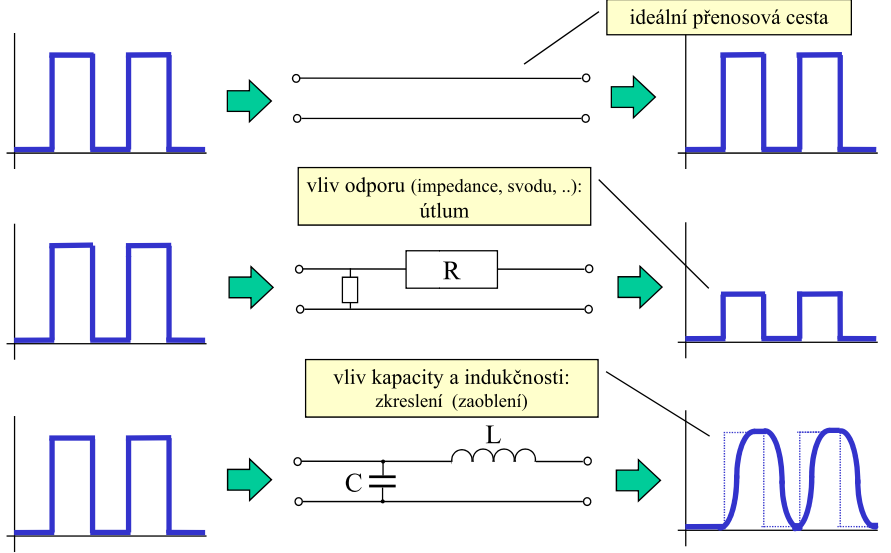 ideální přenosová cesta
vliv odporu (impedance, svodu, ..):
útlum
R
vliv kapacity a indukčnosti:
zkreslení (zaoblení)
L
C